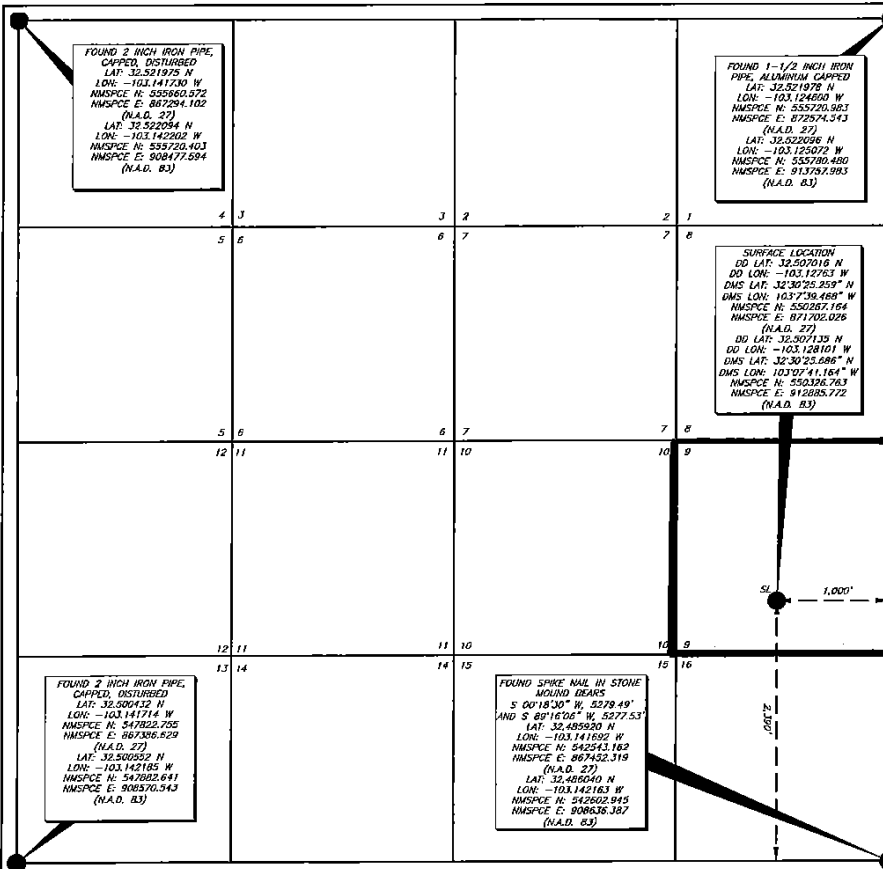 FOUND 2 INCH IRON PIPE,
CAPPED, DISTURBED
LAT: 32.521975 N
LON: -103.141730 W
NMSPCE N: 555660.572
NMSPCE E: 867294.102
(N.A.D. 27)
LAT: 32.522094 N
LON: -103.142202 W
NMSPCE N: 555720.403
NMSPCE E: 908477.594
(N.A.D. 83)
FOUND 1-1/2 INCH IRON
PIPE, ALUMINUM CAPPED
LAT: 32.521978 N
LON: -103.124600 W
NMSPCE N: 555720.983
NMSPCE E: 872574.543
(N.A.D. 27)
LAT: 32.522096 N
LON: -103.125072 W
NMSPCE N: 555780.480
NMSPCE E: 913757.983
(N.A.D. 83)
4 3
3 2
2 1
5 6
6 7
7 8
SURFACE LOCATION
DD LAT: 32.507016 N
DD LON: -103.12763 W
DMS LAT: 32°30'25.259" N
DMS LON: 103°7'39.468" W
NMSPCE N: 550267.164
NMSPCE E: 871702.026
(N.A.D. 27)
DD LAT: 32.507135 N
DD LON: -103.128101 W
DMS LAT: 32°30'25.686" N
DMS LON: 103°07'41.164" W
NMSPCE N: 550326.763
NMSPCE E: 912885.772
(N.A.D. 83)
5 6
6 7
7 8
12 11
11 10
10 9
SL
1,000'
12 11
11 10
10 9
13 14
14 15
15 16
FOUND 2 INCH IRON PIPE,
CAPPED, DISTURBED
LAT: 32.500432 N
LON: -103.141714 W
NMSPCE N: 547822.755
NMSPCE E: 867386.629
(N.A.D. 27)
LAT: 32.500552 N
LON: -103.142185 W
NMSPCE N: 547882.641
NMSPCE E: 908570.543
(N.A.D. 83)
FOUND SPIKE NAIL IN STONE
MOUND BEARS
S 00°18'30" W, 5279.49'
AND S 89°16'06" W, 5277.53'
LAT: 32.485920 N
LON: -103.141692 W
NMSPCE N: 542543.162
NMSPCE E: 867452.319
(N.A.D. 27)
LAT: 32.486040 N
LON: -103.142163 W
NMSPCE N: 542602.945
NMSPCE E: 908636.387
(N.A.D. 83)
2,300'